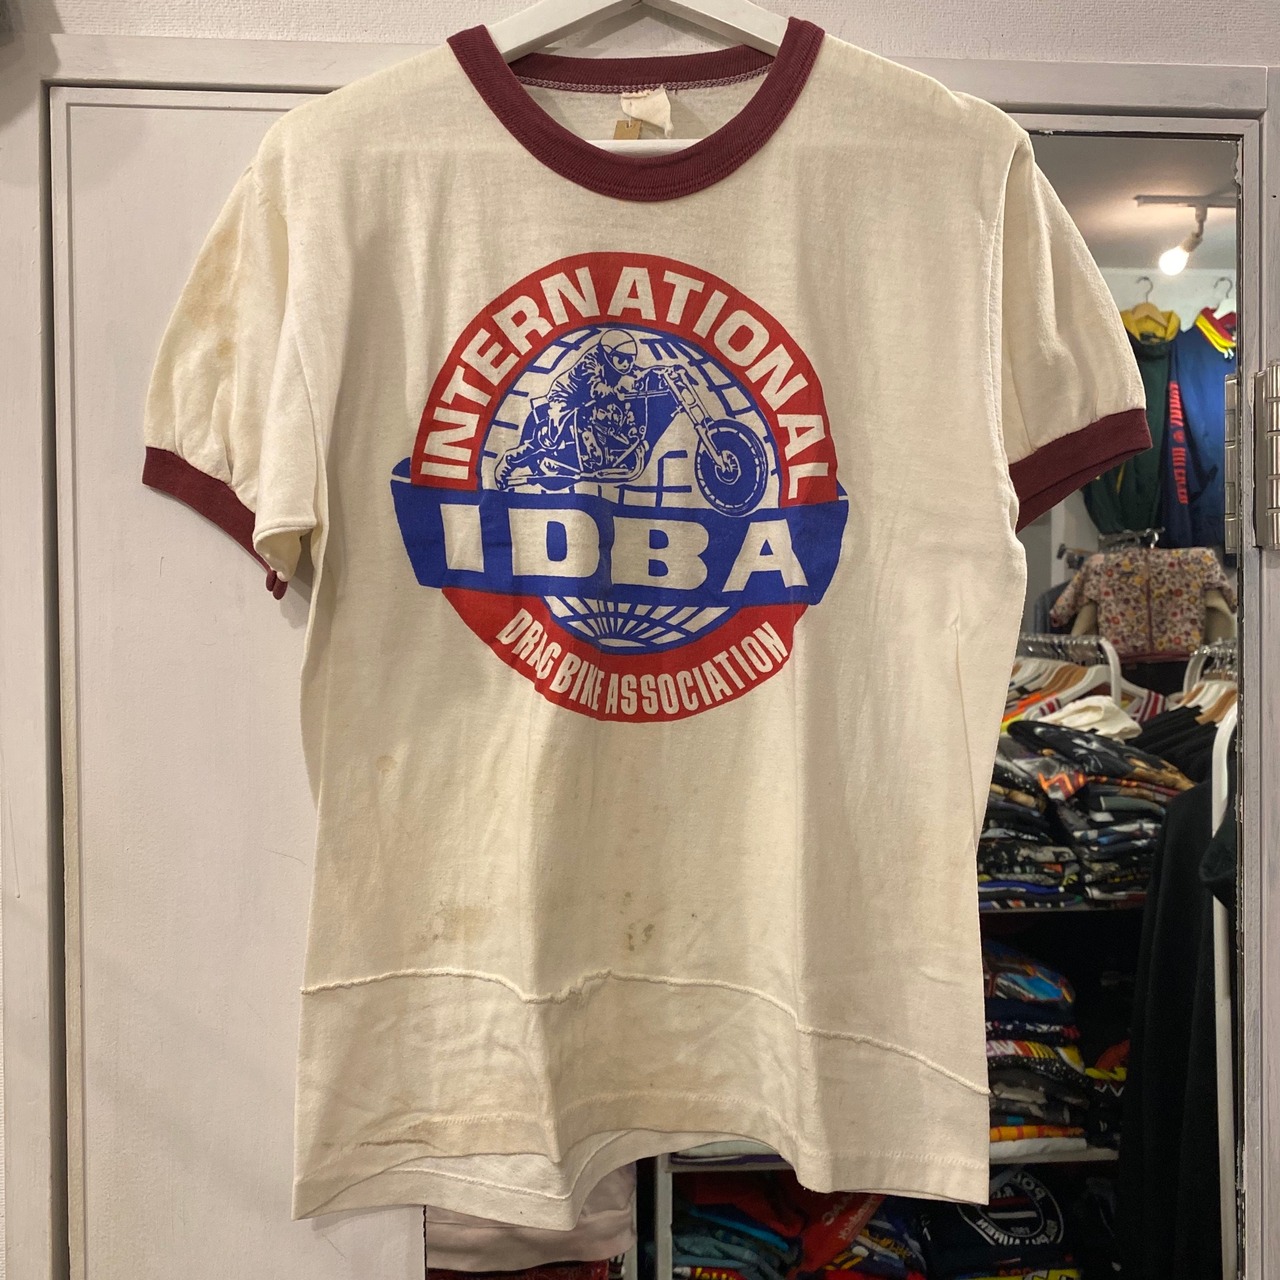 INTERNATIONAL
IDBA
DRAG BIKE ASSOCIATION